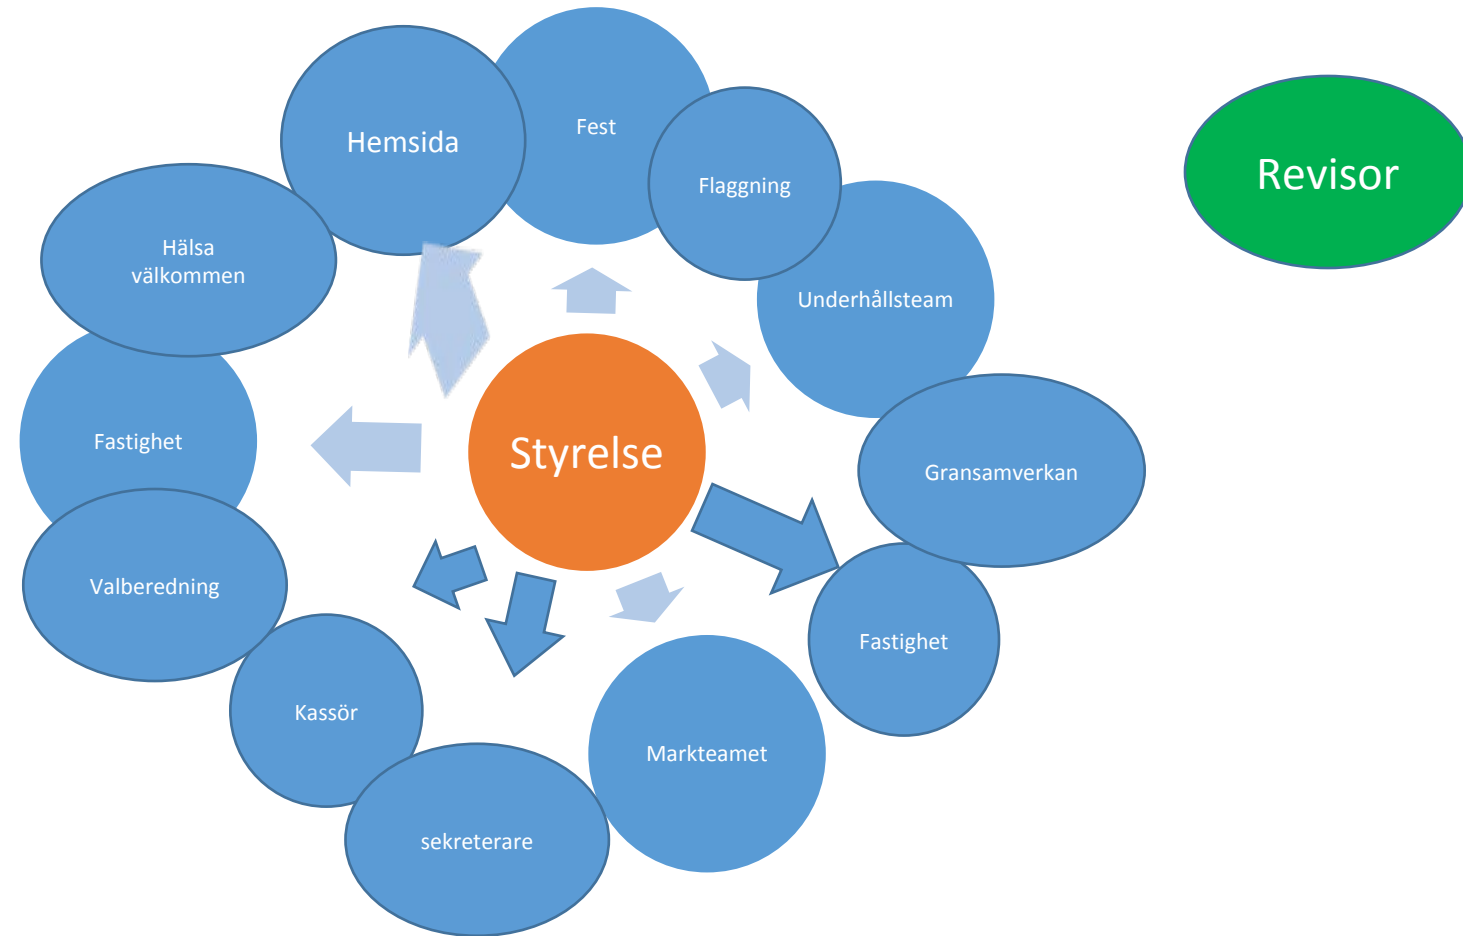 Fest
Hemsida
Flaggning
Revisor
Hälsa
välkommen
Underhållsteam
Fastighet
Styrelse
Gransamverkan
Valberedning
Fastighet
Kassör
Markteamet
sekreterare